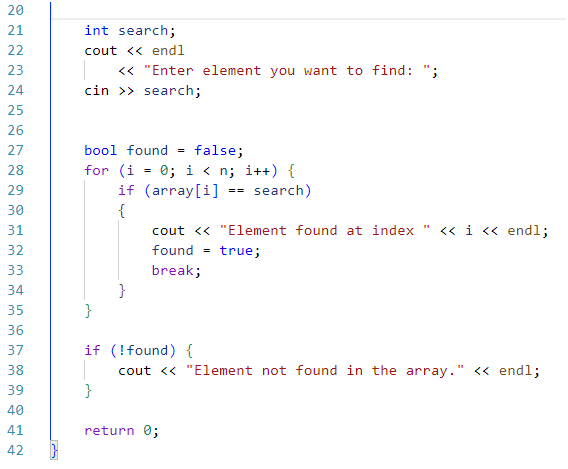 20
21 int search;
22 cout << endl
23 << "Enter element you want to find: ";
24 cin >> search;
25
26
27 bool found = false;
28 for (i = 0; i < n; i++) {
29 if (array[i] == search)
30 {
31 cout << "Element found at index " << i << endl;
32 found = true;
33 break;
34 }
35 }
36
37 if (!found) {
38 cout << "Element not found in the array." << endl;
39 }
40
41 return 0;
42 }